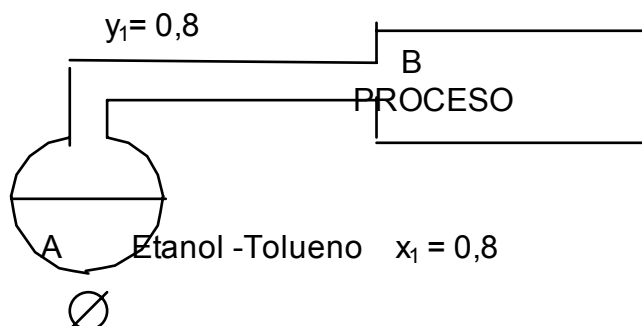 y₁= 0,8
B
PROCESO
A Etanol -Tolueno x₁ = 0,8